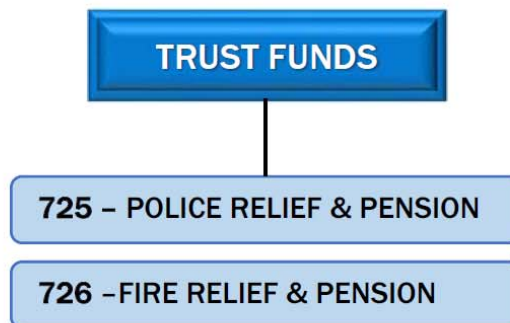 TRUST FUNDS
725 – POLICE RELIEF & PENSION
726 –FIRE RELIEF & PENSION